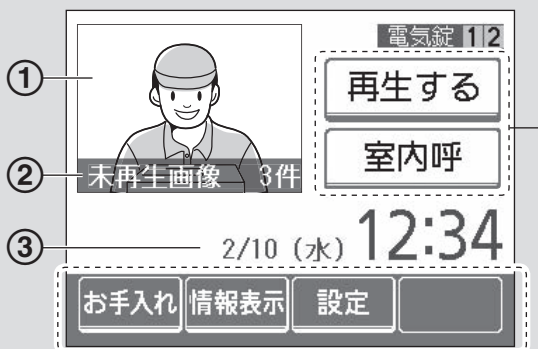 電気錠 1 2
①
再生する
室内呼
② 未再生画像 3件
③ 2/10 (水) 12:34
お手入れ 情報表示 設定